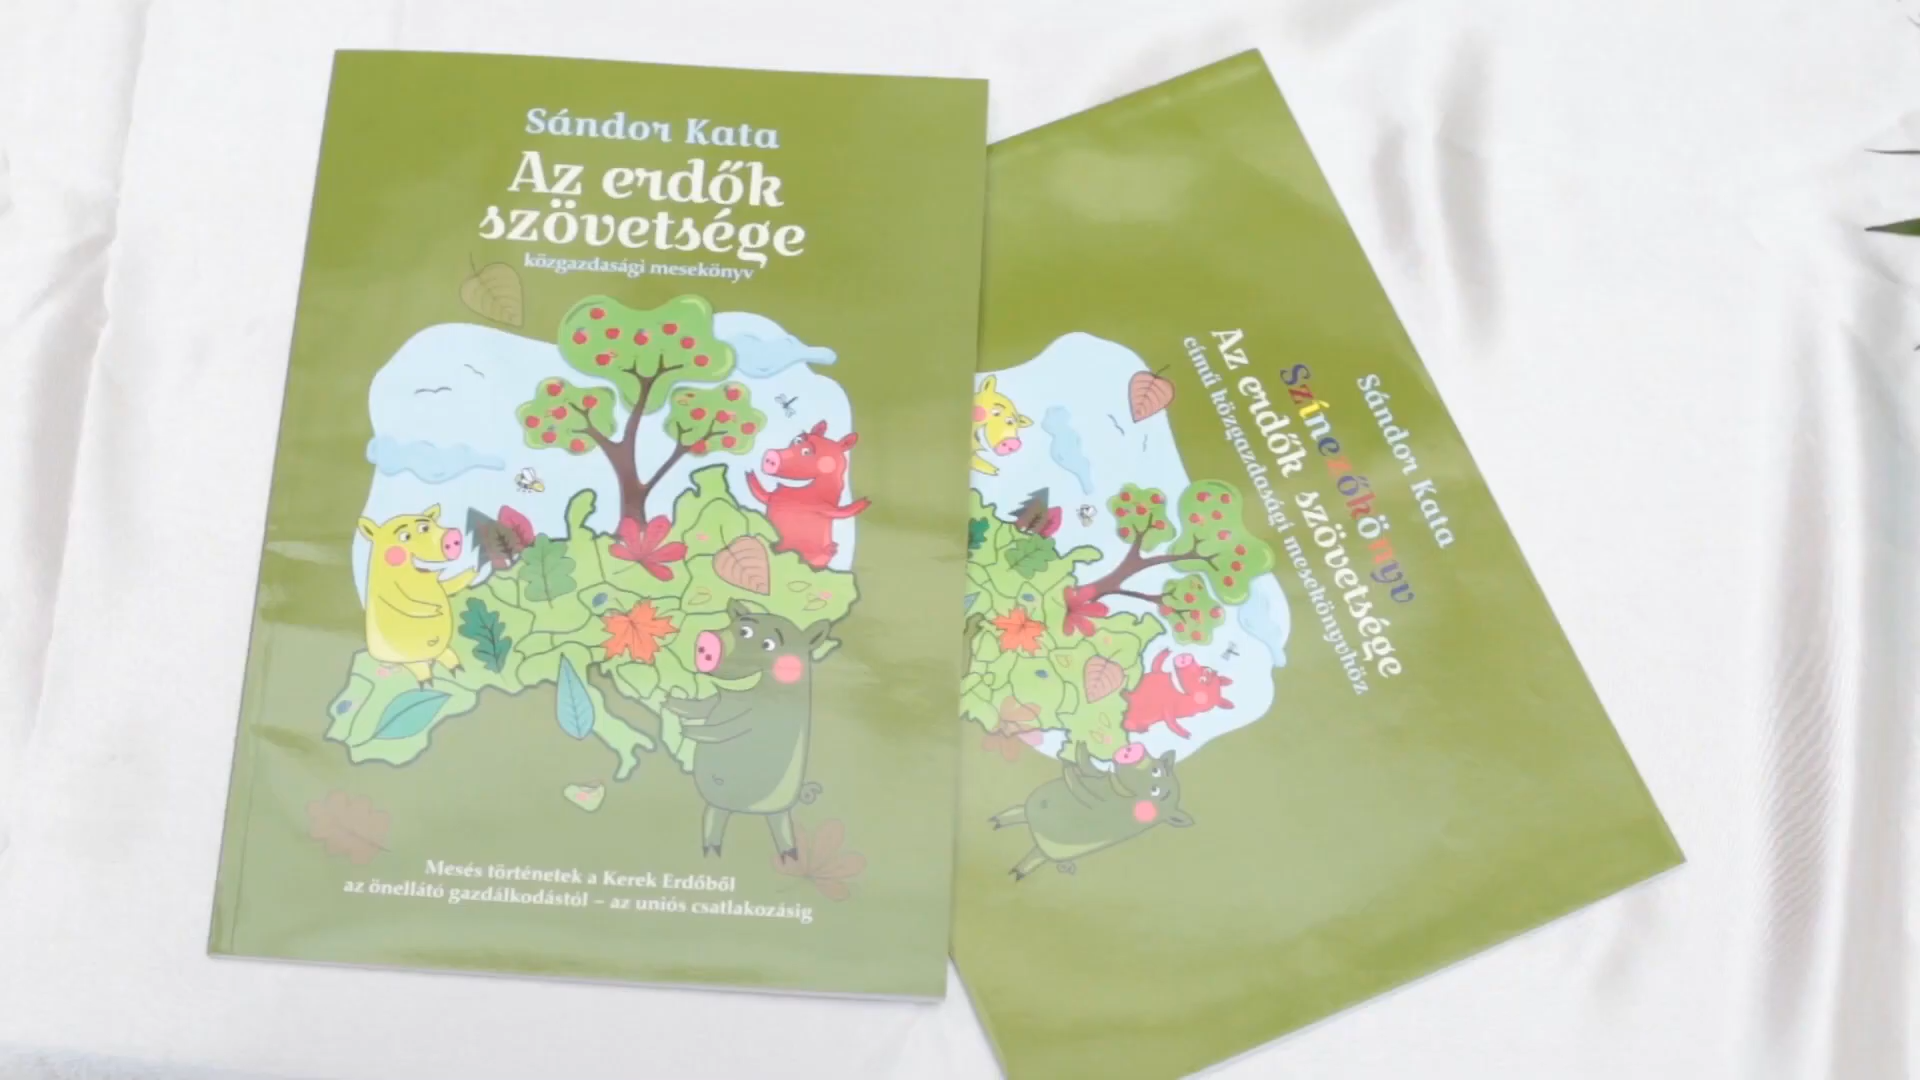 Sándor Kata
Az erdők
szövetsége
közgazdasági mesekönyv
Mesés történetek a Kerek Erdőből
az önellátó gazdálkodástól – az uniós csatlakozásig
Sándor Kata
Színezőkönyv
Az erdők szövetsége
című közgazdasági mesekönyvhöz